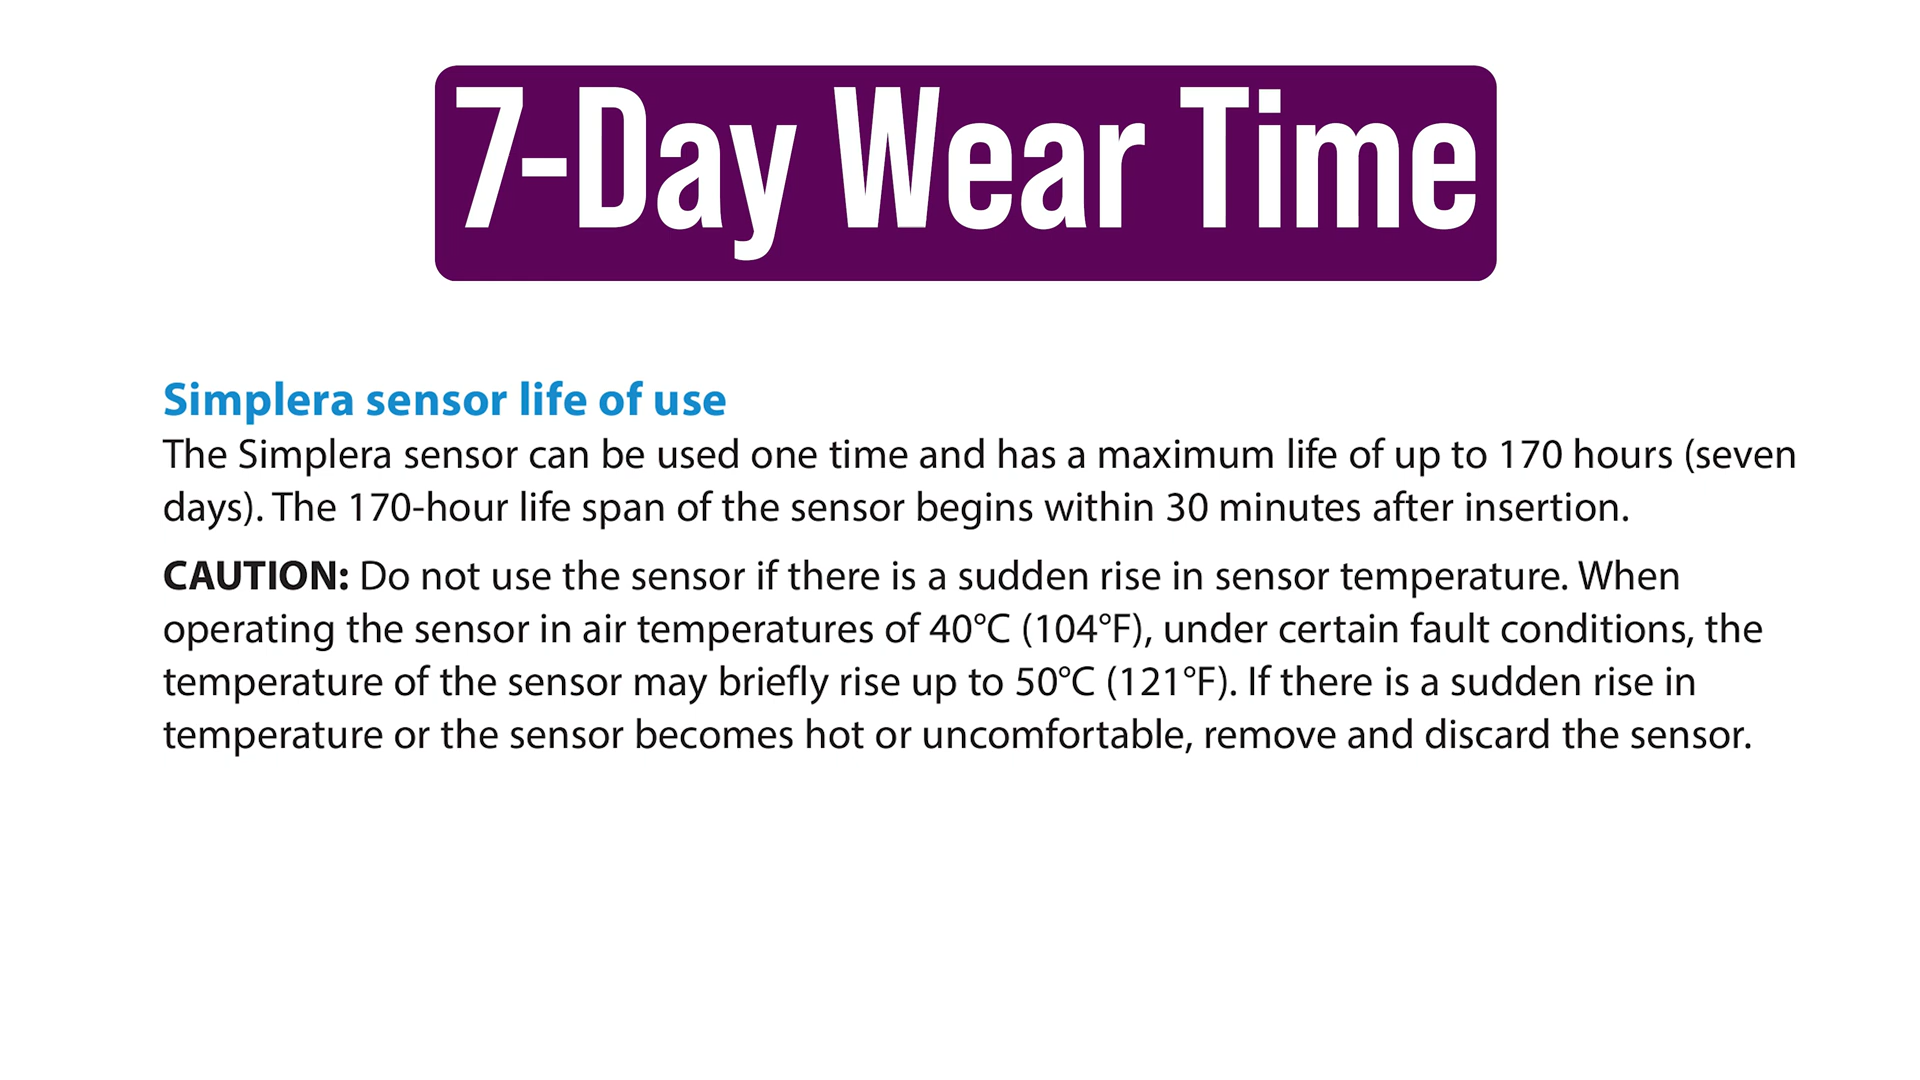 7-Day Wear Time
Simplera sensor life of use
The Simplera sensor can be used one time and has a maximum life of up to 170 hours (seven
days). The 170-hour life span of the sensor begins within 30 minutes after insertion.
CAUTION: Do not use the sensor if there is a sudden rise in sensor temperature. When
operating the sensor in air temperatures of 40°C (104°F), under certain fault conditions, the
temperature of the sensor may briefly rise up to 50°C (121°F). If there is a sudden rise in
temperature or the sensor becomes hot or uncomfortable, remove and discard the sensor.